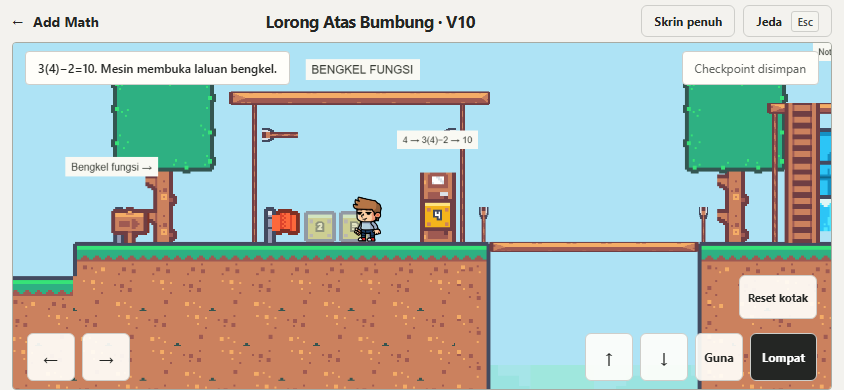 ← Add Math
Lorong Atas Bumbung · V10
Skrin penuh
Jeda Esc
3(4)−2=10. Mesin membuka laluan bengkel.
BENGKEL FUNGSI
Checkpoint disimpan
4 → 3(4)−2 → 10
Bengkel fungsi →
2
4
Reset kotak
← →
↑ ↓ Guna Lompat